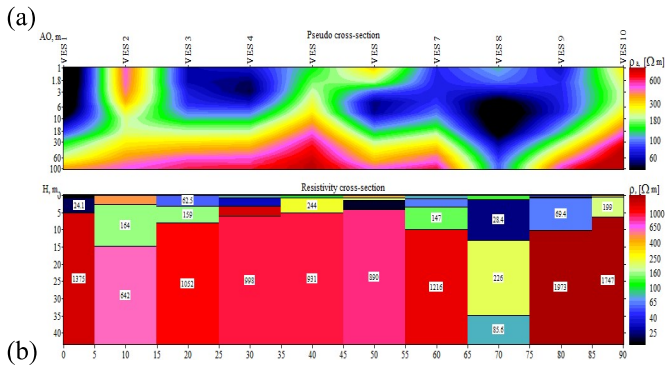 (a)
AO, m
Pseudo cross-section
VES 1
VES 2
VES 3
VES 4
VES
VES
VES 7
VES 8
VES 9
VES 10
ρa, [Ω m]
1
1.8
3
6
10
18
30
60
100
600
300
180
100
60
H, m
Resistivity cross-section
ρ, [Ω m]
0
5
10
15
20
25
30
35
40
24.1
164
62.5
159
244
147
28.4
69.4
199
1375
642
1052
998
931
890
1216
226
85.6
1973
1747
1000
650
400
250
160
100
65
40
25
(b)
0 5 10 15 20 25 30 35 40 45 50 55 60 65 70 75 80 85 90